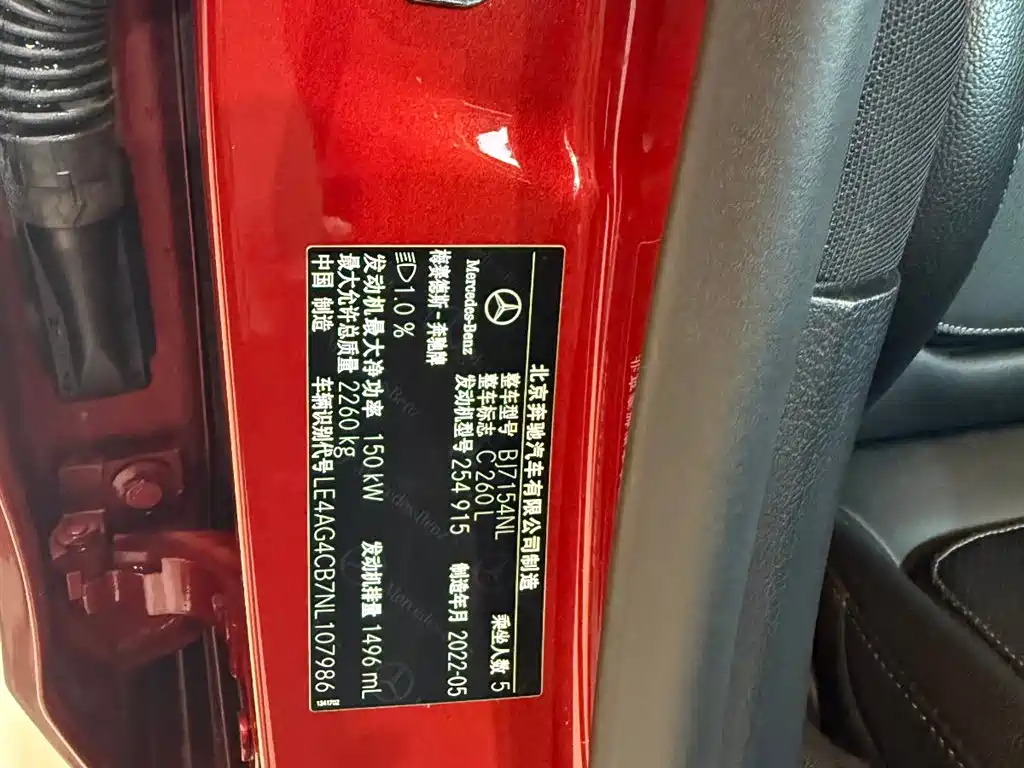 北京奔驰汽车有限公司制造
Mercedes-Benz
梅赛德斯-奔驰牌
整车型号 BJ7154NL
乘坐人数 5
整车标志 C 260 L
发动机型号 254 915
制造年月 2022-05
1.0 %
发动机最大净功率 150 kW
发动机排量 1496 mL
最大允许总质量 2260 kg
中国 制造
车辆识别代号 LE4AG4CB7NL107986
1341702